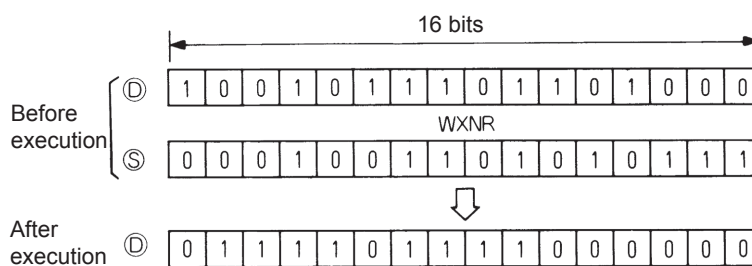 16 bits
Ⓓ 1 0 0 1 0 1 1 1 0 1 1 0 1 0 0 0
Before
execution
WXNR
Ⓢ 0 0 0 1 0 0 1 1 0 1 0 1 0 1 1 1
After
execution
Ⓓ 0 1 1 1 1 0 1 1 1 1 0 0 0 0 0 0